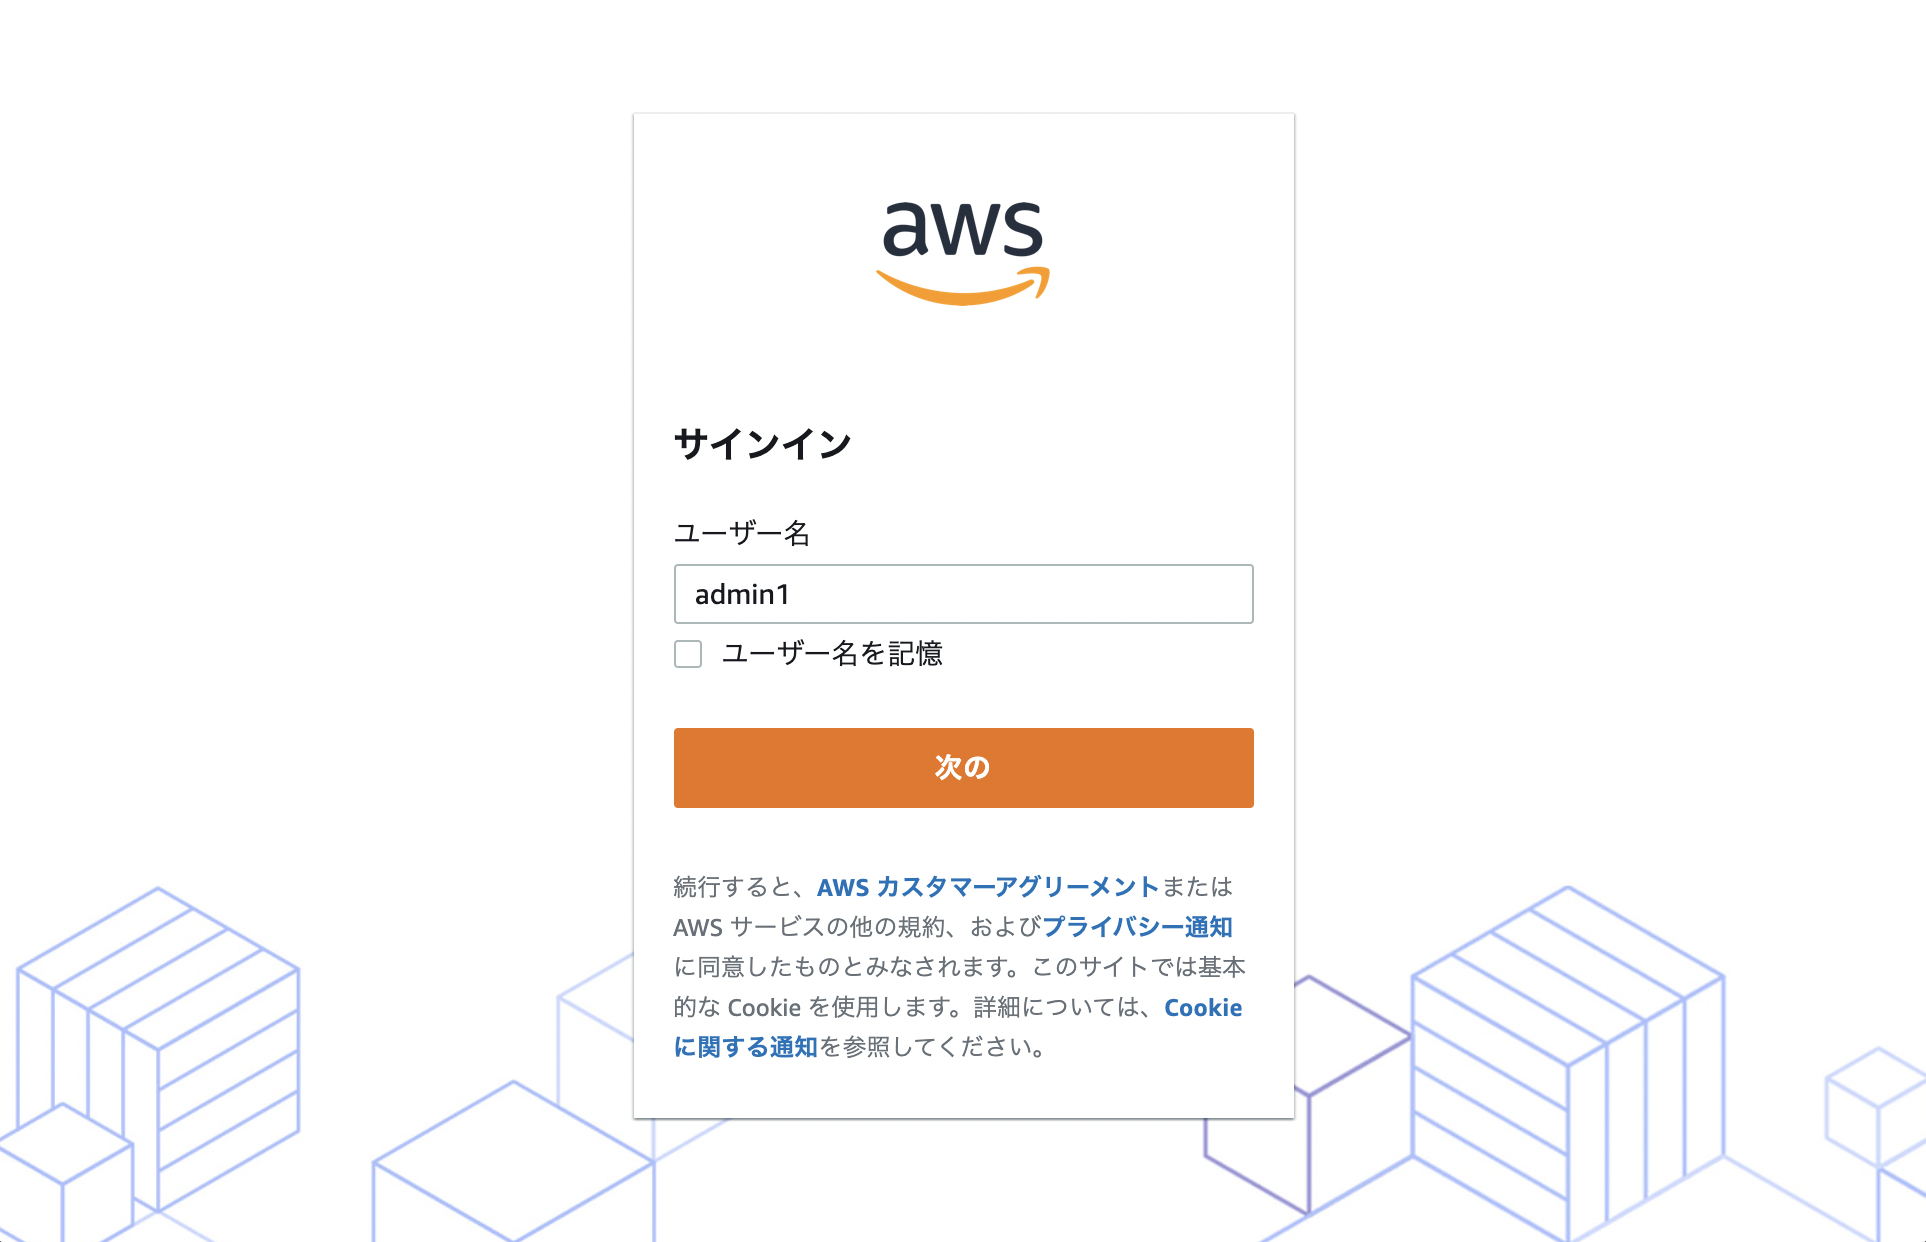 aws
サインイン
ユーザー名
admin1
ユーザー名を記憶
次の
続行すると、AWS カスタマーアグリーメントまたは
AWS サービスの他の規約、およびプライバシー通知
に同意したものとみなされます。このサイトでは基本
的な Cookie を使用します。詳細については、Cookie
に関する通知を参照してください。